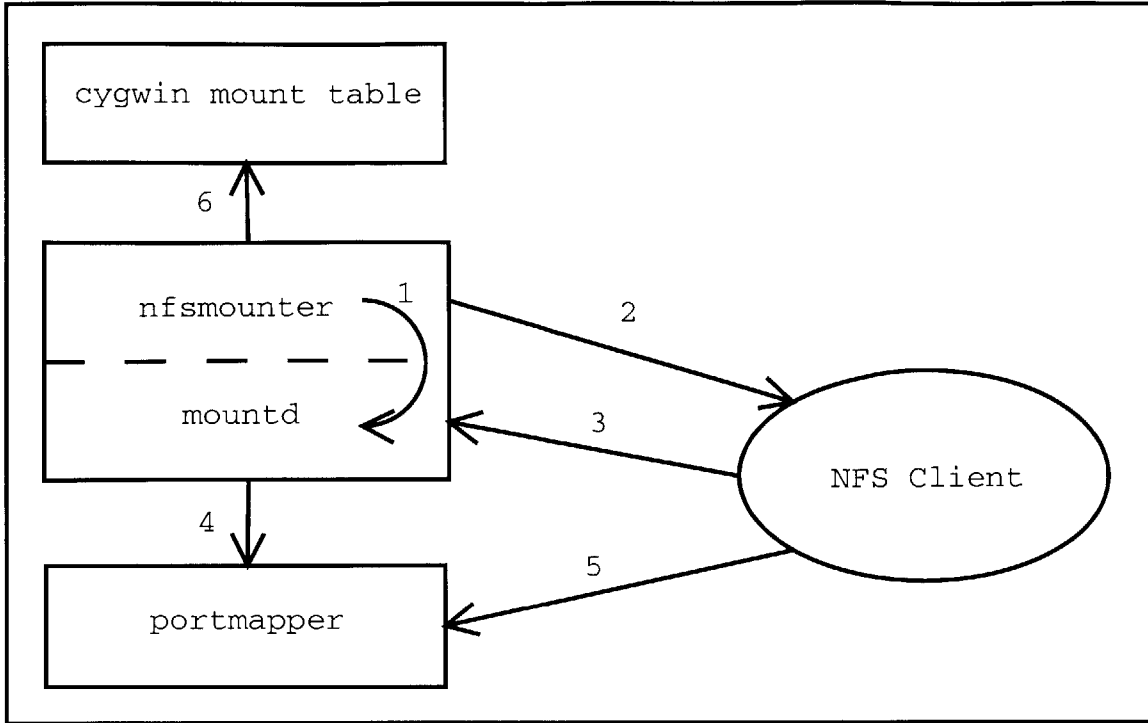 cygwin mount table
6
nfsmounter
1
2
mountd
3
NFS Client
4
5
portmapper